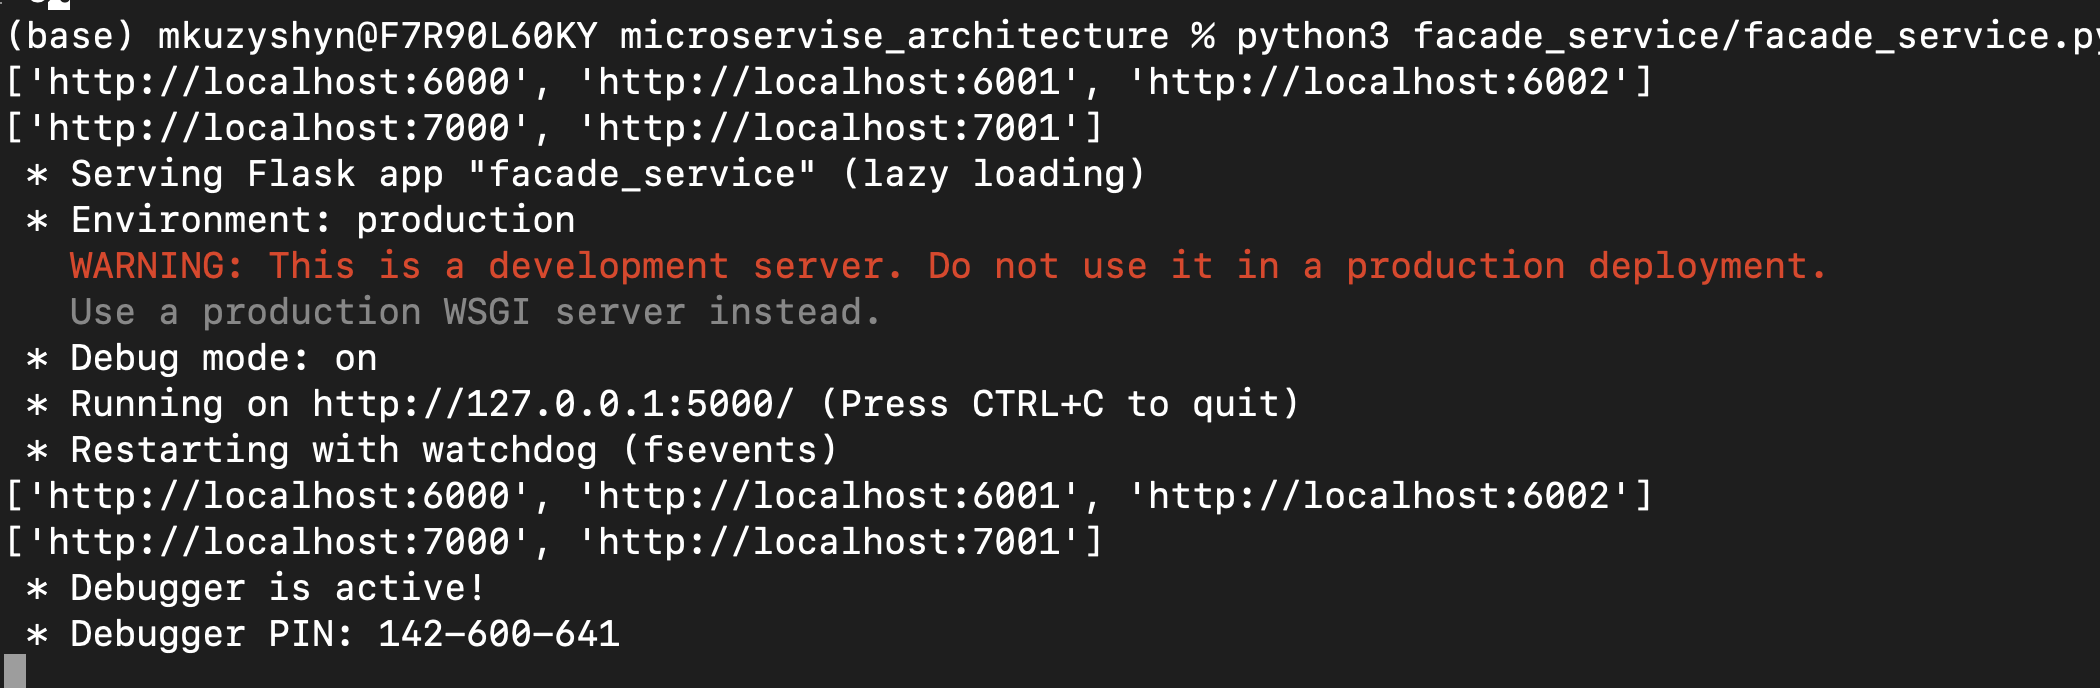 (base) mkuzyshyn@F7R90L60KY microservise_architecture % python3 facade_service/facade_service.py
['http://localhost:6000', 'http://localhost:6001', 'http://localhost:6002']
['http://localhost:7000', 'http://localhost:7001']
 * Serving Flask app "facade_service" (lazy loading)
 * Environment: production
   WARNING: This is a development server. Do not use it in a production deployment.
   Use a production WSGI server instead.
 * Debug mode: on
 * Running on http://127.0.0.1:5000/ (Press CTRL+C to quit)
 * Restarting with watchdog (fsevents)
['http://localhost:6000', 'http://localhost:6001', 'http://localhost:6002']
['http://localhost:7000', 'http://localhost:7001']
 * Debugger is active!
 * Debugger PIN: 142-600-641